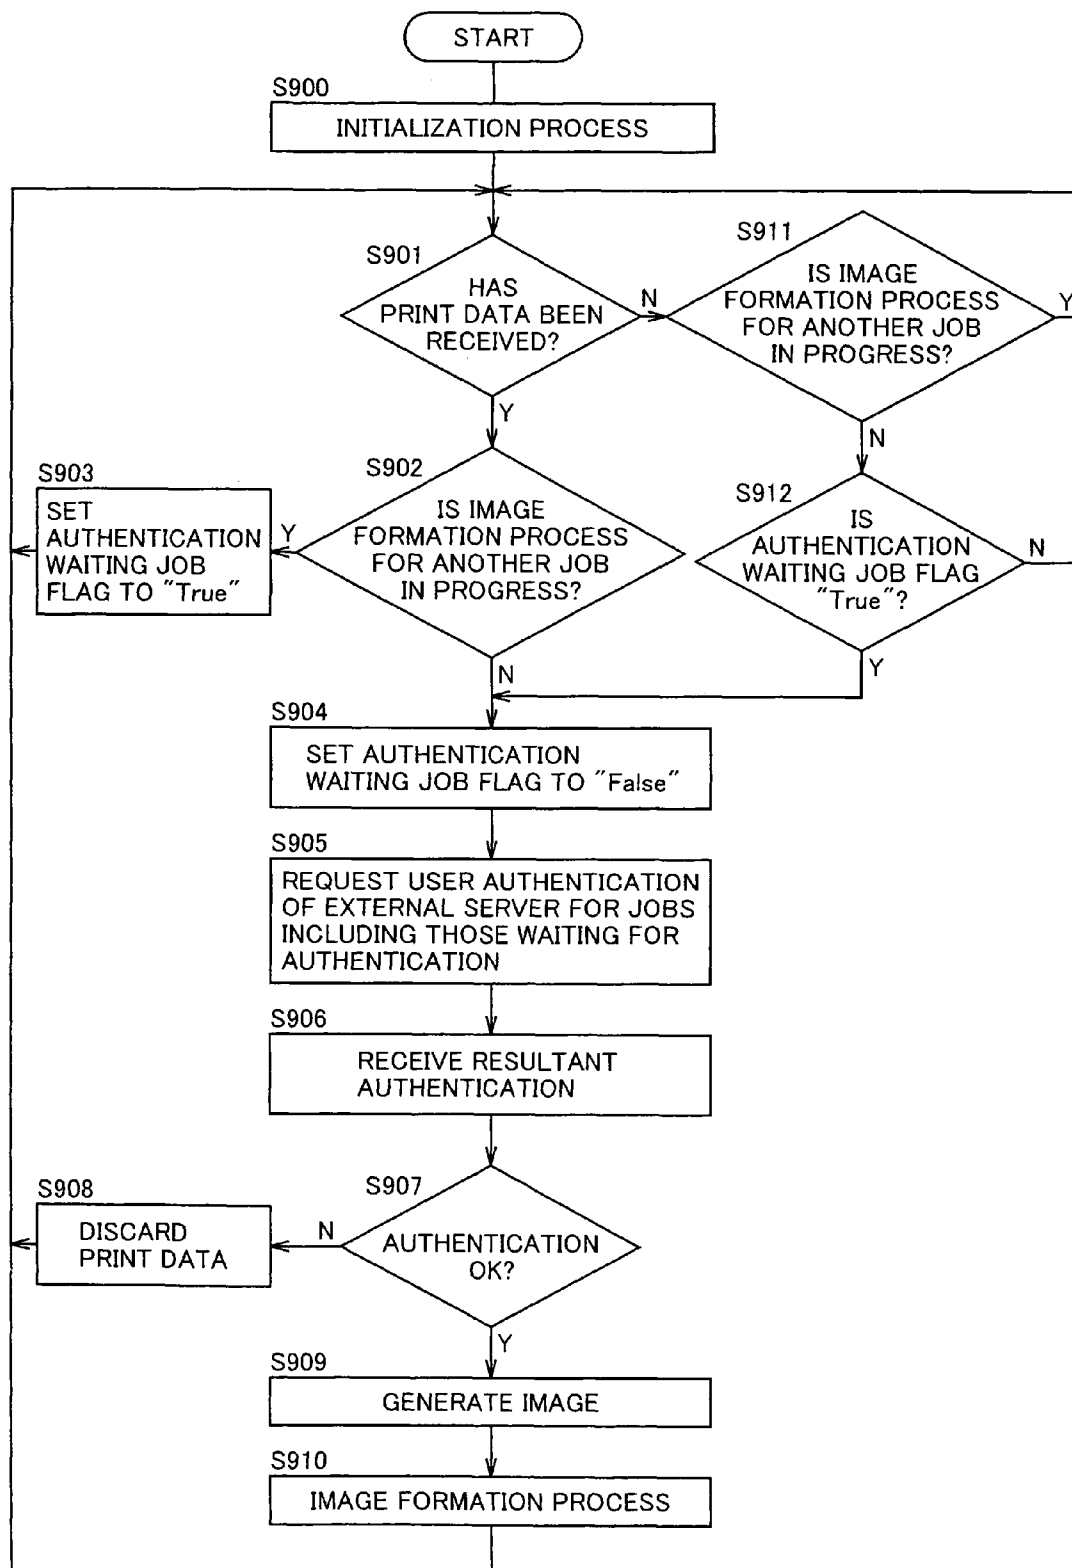 START
S900
INITIALIZATION PROCESS
S901
HAS
PRINT DATA BEEN
RECEIVED?
N
Y
S911
IS IMAGE
FORMATION PROCESS
FOR ANOTHER JOB
IN PROGRESS?
Y
N
S902
IS IMAGE
FORMATION PROCESS
FOR ANOTHER JOB
IN PROGRESS?
Y
N
S903
SET
AUTHENTICATION
WAITING JOB
FLAG TO "True"
S912
IS
AUTHENTICATION
WAITING JOB FLAG
"True"?
N
Y
S904
SET AUTHENTICATION
WAITING JOB FLAG TO "False"
S905
REQUEST USER AUTHENTICATION
OF EXTERNAL SERVER FOR JOBS
INCLUDING THOSE WAITING FOR
AUTHENTICATION
S906
RECEIVE RESULTANT
AUTHENTICATION
S907
AUTHENTICATION
OK?
N
Y
S908
DISCARD
PRINT DATA
S909
GENERATE IMAGE
S910
IMAGE FORMATION PROCESS